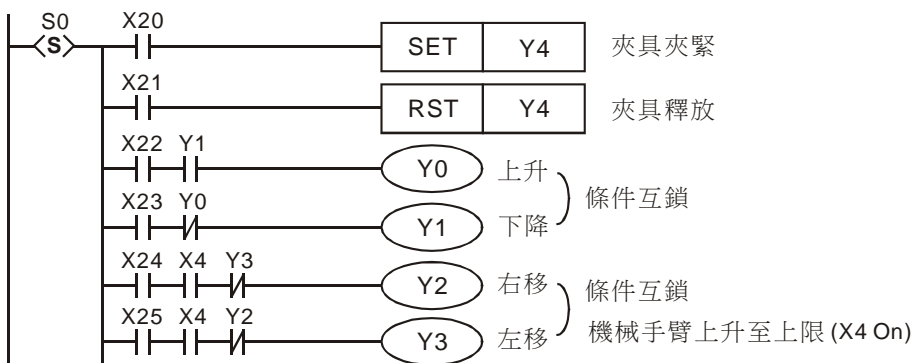 S0 X20
S SET Y4 夾具夾緊
X21
RST Y4 夾具釋放
X22 Y1
Y0 上升
條件互鎖
X23 Y0
Y1 下降
X24 X4 Y3
Y2 右移
條件互鎖
X25 X4 Y2
Y3 左移
機械手臂上升至上限 (X4 On)